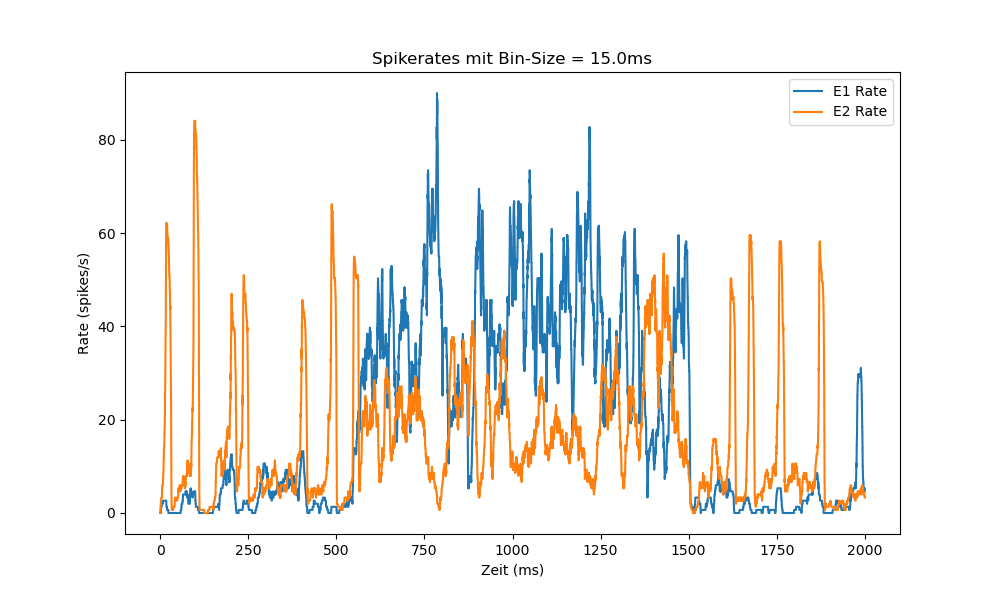 Spikerates mit Bin-Size = 15.0ms
E1 Rate
E2 Rate
Rate (spikes/s)
80
60
40
20
0
0 250 500 750 1000 1250 1500 1750 2000
Zeit (ms)